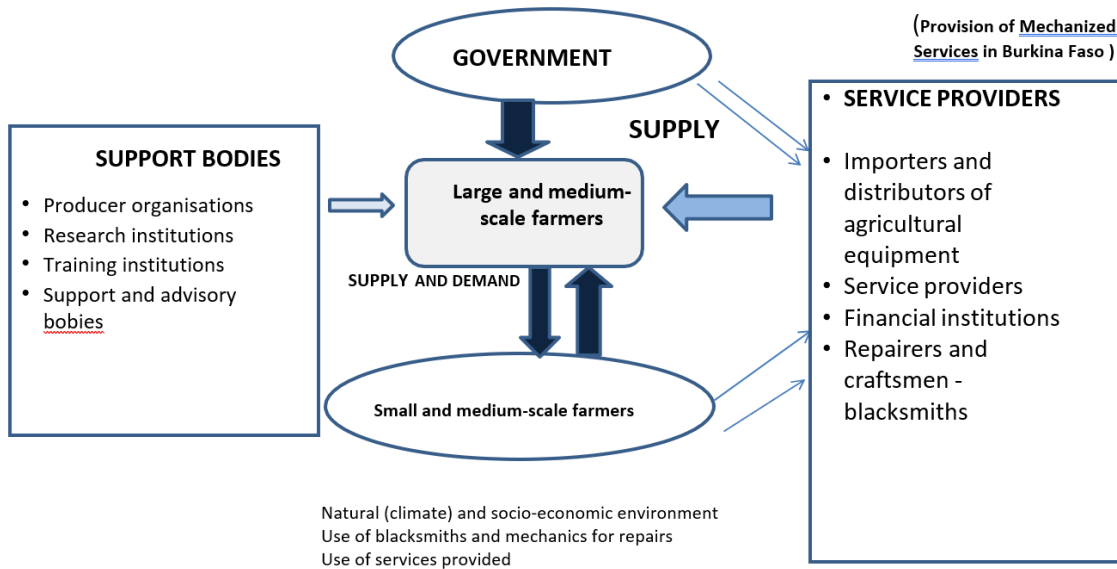 (Provision of Mechanized
Services in Burkina Faso )
GOVERNMENT
SUPPLY
SUPPORT BODIES
• Producer organisations
• Research institutions
• Training institutions
• Support and advisory
bobies
Large and medium-
scale farmers
SUPPLY AND DEMAND
Small and medium-scale farmers
• SERVICE PROVIDERS
• Importers and
distributors of
agricultural
equipment
• Service providers
• Financial institutions
• Repairers and
craftsmen -
blacksmiths
Natural (climate) and socio-economic environment
Use of blacksmiths and mechanics for repairs
Use of services provided